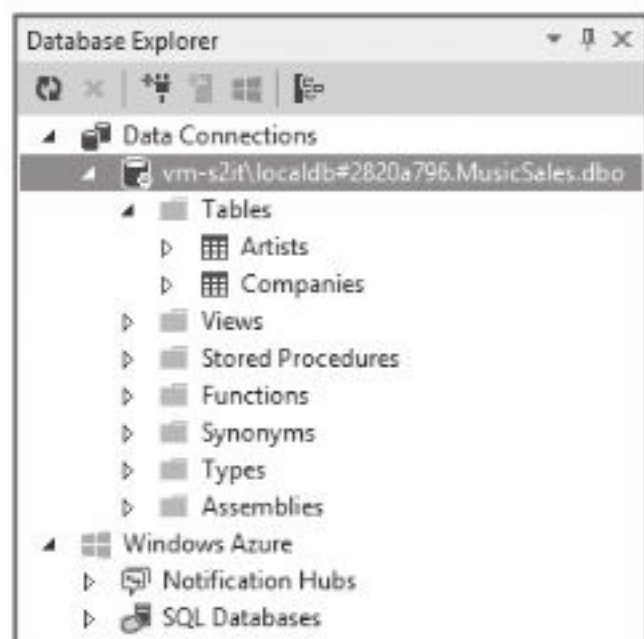 Database Explorer
Data Connections
vm-s2it\localdb#2820a796.MusicSales.dbo
Tables
Artists
Companies
Views
Stored Procedures
Functions
Synonyms
Types
Assemblies
Windows Azure
Notification Hubs
SQL Databases